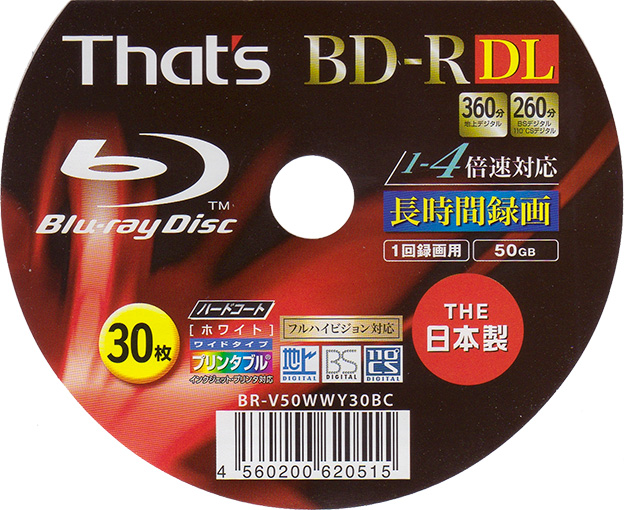 That's
BD-R DL
360分 260分
地上デジタル BSデジタル
110°CSデジタル
1-4倍速対応
Blu-ray Disc™
長時間録画
1回録画用 50GB
ハードコート
[ホワイト]
ワイドタイプ
プリンタブル®
インクジェット・プリンタ対応
フルハイビジョン対応
地上 BS 110CS
DIGITAL DIGITAL DIGITAL
30枚
THE
日本製
BR-V50WWY30BC
4 560200 620515